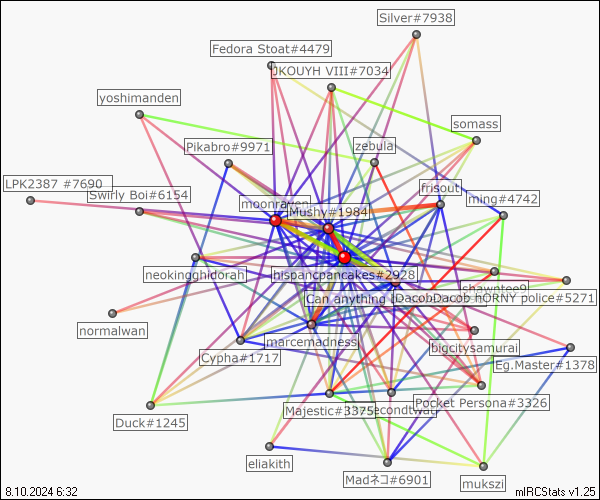 Silver#7938
Fedora Stoat#4479
JKOUYH VIII#7034
yoshimanden
somass
Pikabro#9971
zebula
LPK2387 #7690
Swirly Boi#6154
frisout
ming#4742
moonraven
Mushy#1984
neokingghidorah
hispancpancakes#2928
shawntee9
Can anything
DacobDacob
HORNY police#5271
normalwan
marcemadness
bigcitysamurai
Cypha#1717
Eg.Master#1378
Duck#1245
Majestic#3375
secondtwat
Pocket Persona#3326
eliakith
Madネコ#6901
mukszi
8.10.2024 6:32
mIRCStats v1.25